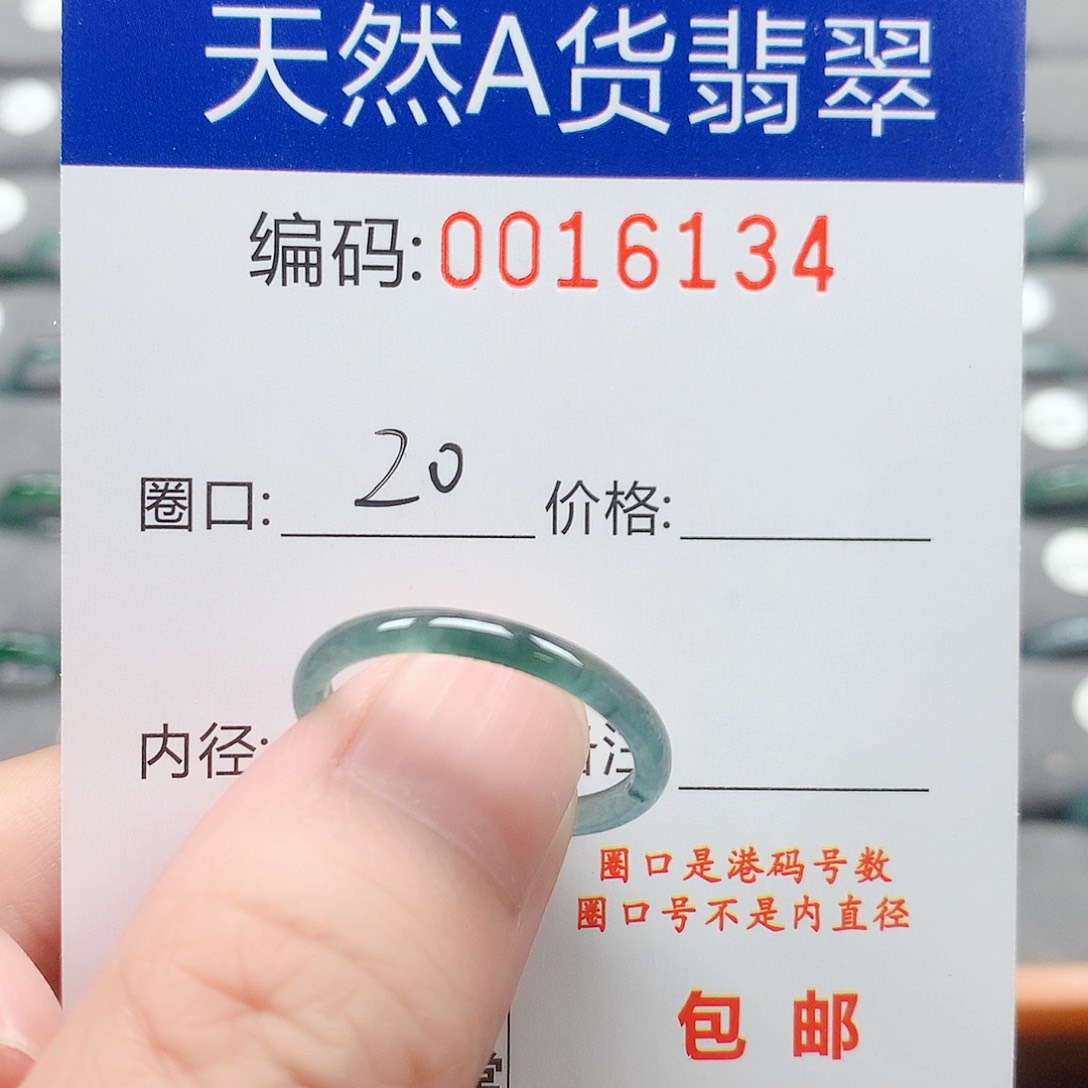 天然A货翡翠
编码:0016134
圈口: 20 价格:
内径:
圈口是港码号数
圈口号不是内直径
包邮